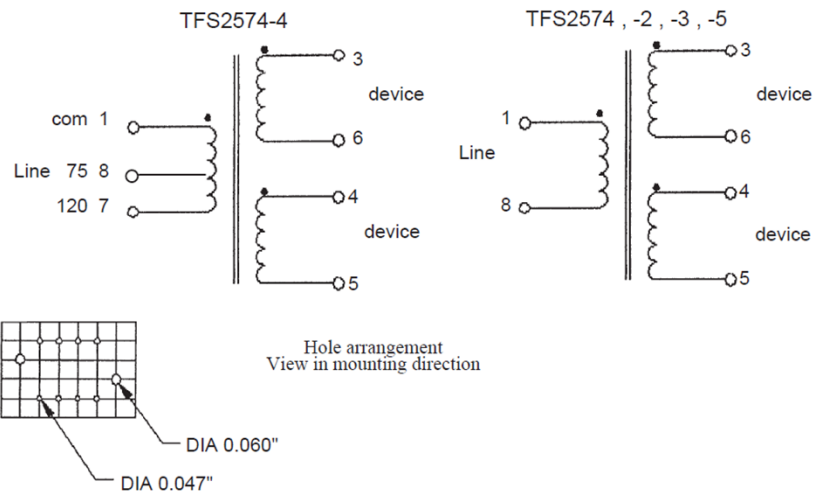 TFS2574-4
com 1
Line 75 8
120 7
3
device
6
4
device
5
TFS2574 , -2 , -3 , -5
1
Line
8
3
device
6
4
device
5
Hole arrangement
View in mounting direction
DIA 0.060"
DIA 0.047"